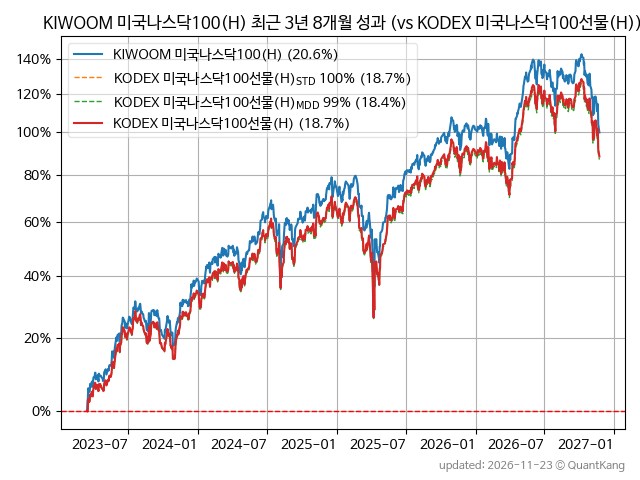 KIWOOM 미국나스닥100(H) 최근 3년 8개월 성과 (vs KODEX 미국나스닥100선물(H))
KIWOOM 미국나스닥100(H) (20.6%)
KODEX 미국나스닥100선물(H)STD 100% (18.7%)
KODEX 미국나스닥100선물(H)MDD 99% (18.4%)
KODEX 미국나스닥100선물(H) (18.7%)
140%
120%
100%
80%
60%
40%
20%
0%
2023-07 2024-01 2024-07 2025-01 2025-07 2026-01 2026-07 2027-01
updated: 2026-11-23 © QuantKang